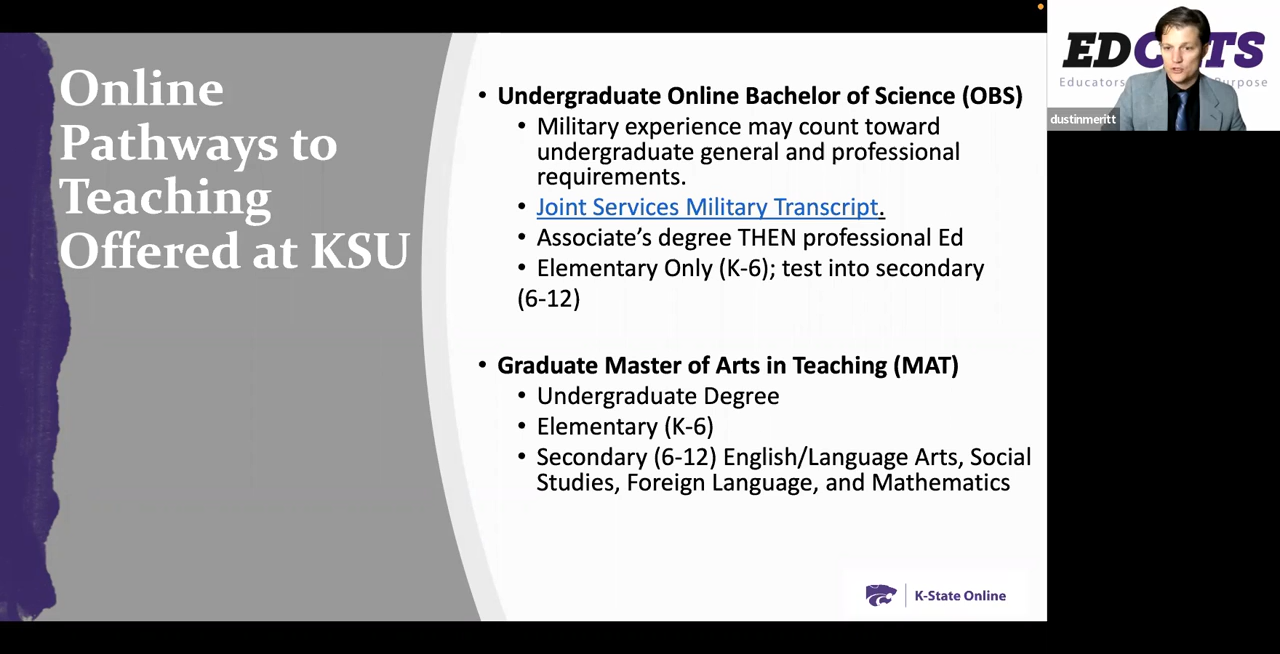 Online
Pathways to
Teaching
Offered at KSU
• Undergraduate Online Bachelor of Science (OBS)
• Military experience may count toward
undergraduate general and professional
requirements.
• Joint Services Military Transcript.
• Associate's degree THEN professional Ed
• Elementary Only (K-6); test into secondary
(6-12)
• Graduate Master of Arts in Teaching (MAT)
• Undergraduate Degree
• Elementary (K-6)
• Secondary (6-12) English/Language Arts, Social
Studies, Foreign Language, and Mathematics
K-State Online
EDC TS
Educators Purpose
dustinmeritt